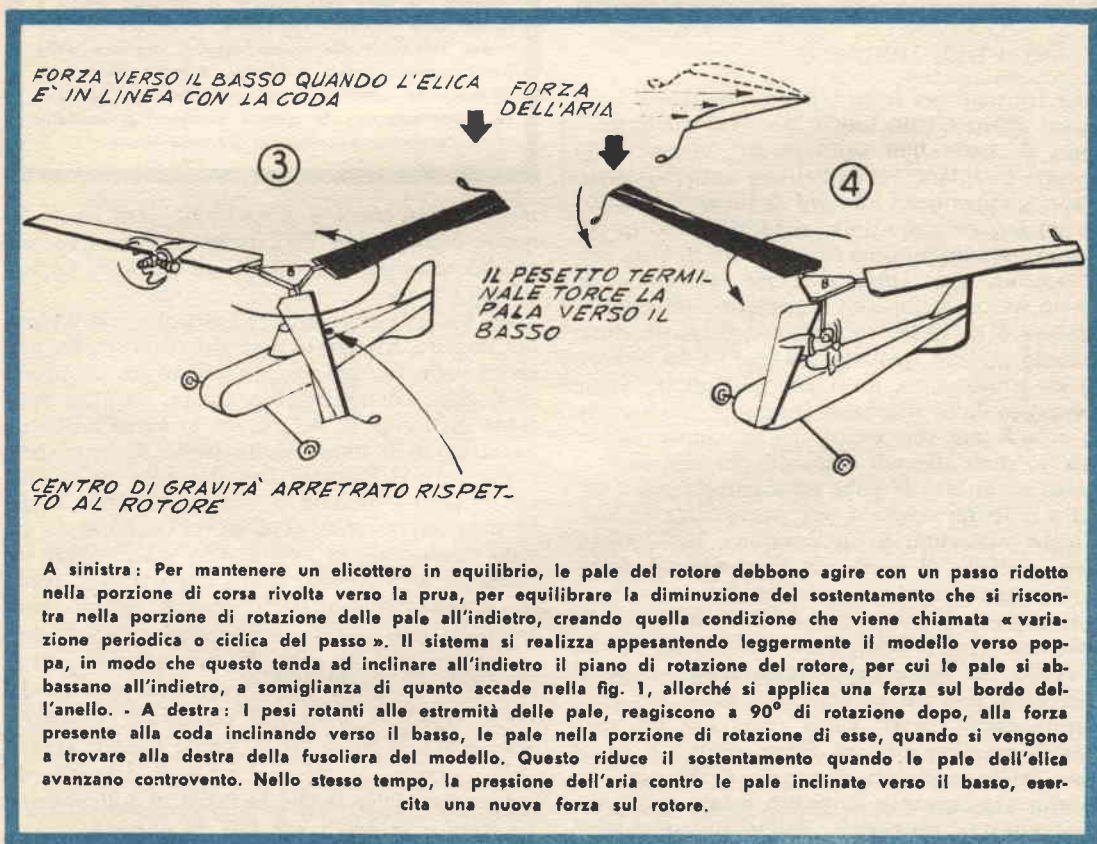 FORZA VERSO IL BASSO QUANDO L'ELICA
E' IN LINEA CON LA CODA
FORZA
DELL'ARIA
3
4
B
B
IL PESETTO TERMI-
NALE TORCE LA
PALA VERSO IL
BASSO
CENTRO DI GRAVITA' ARRETRATO RISPET-
TO AL ROTORE
A sinistra: Per mantenere un elicottero in equilibrio, le pale del rotore debbono agire con un passo ridotto
nella porzione di corsa rivolta verso la prua, per equilibrare la diminuzione del sostentamento che si riscon-
tra nella porzione di rotazione delle pale all'indietro, creando quella condizione che viene chiamata « varia-
zione periodica o ciclica del passo ». Il sistema si realizza appesantendo leggermente il modello verso pop-
pa, in modo che questo tenda ad inclinare all'indietro il piano di rotazione del rotore, per cui le pale si ab-
bassano all'indietro, a somiglianza di quanto accade nella fig. 1, allorché si applica una forza sul bordo del-
l'anello. - A destra: I pesi rotanti alle estremità delle pale, reagiscono a 90° di rotazione dopo, alla forza
presente alla coda inclinando verso il basso, le pale nella porzione di rotazione di esse, quando si vengono
a trovare alla destra della fusoliera del modello. Questo riduce il sostentamento quando le pale dell'elica
avanzano controvento. Nello stesso tempo, la pressione dell'aria contro le pale inclinate verso il basso, eser-
cita una nuova forza sul rotore.